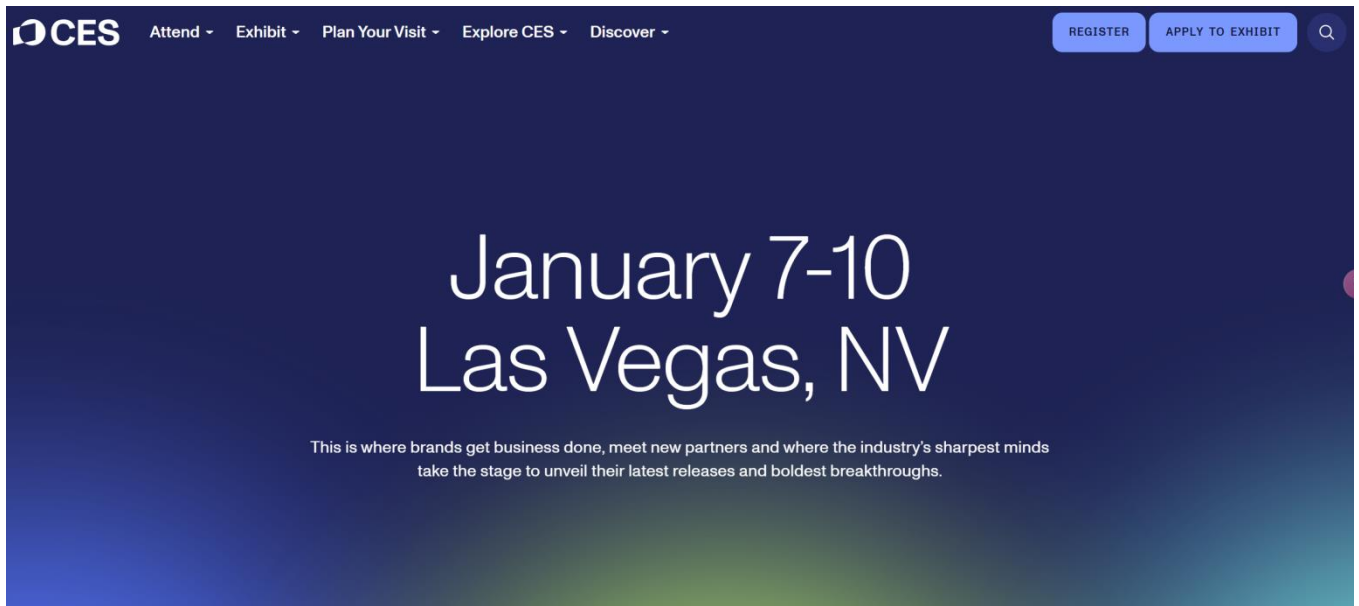 CES
Attend
Exhibit
Plan Your Visit
Explore CES
Discover
REGISTER
APPLY TO EXHIBIT
January 7-10
Las Vegas, NV
This is where brands get business done, meet new partners and where the industry's sharpest minds
take the stage to unveil their latest releases and boldest breakthroughs.